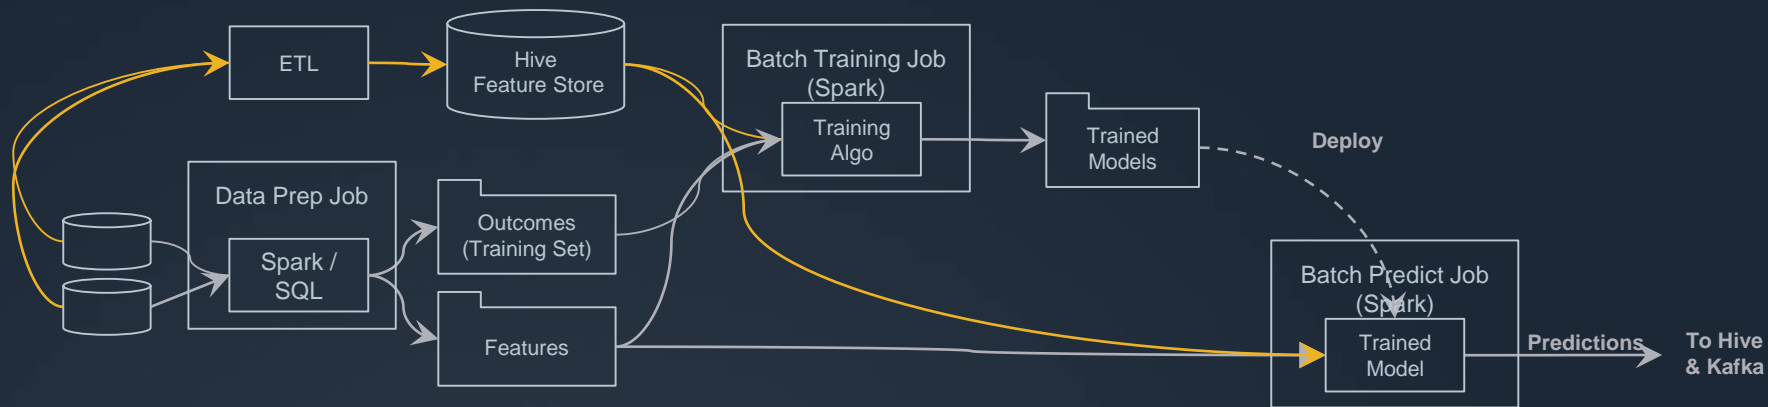 ETL
Hive
Feature Store
Batch Training Job
(Spark)
Training
Algo
Trained
Models
Deploy
Data Prep Job
Spark /
SQL
Outcomes
(Training Set)
Features
Batch Predict Job
(Spark)
Trained
Model
Predictions
To Hive
& Kafka